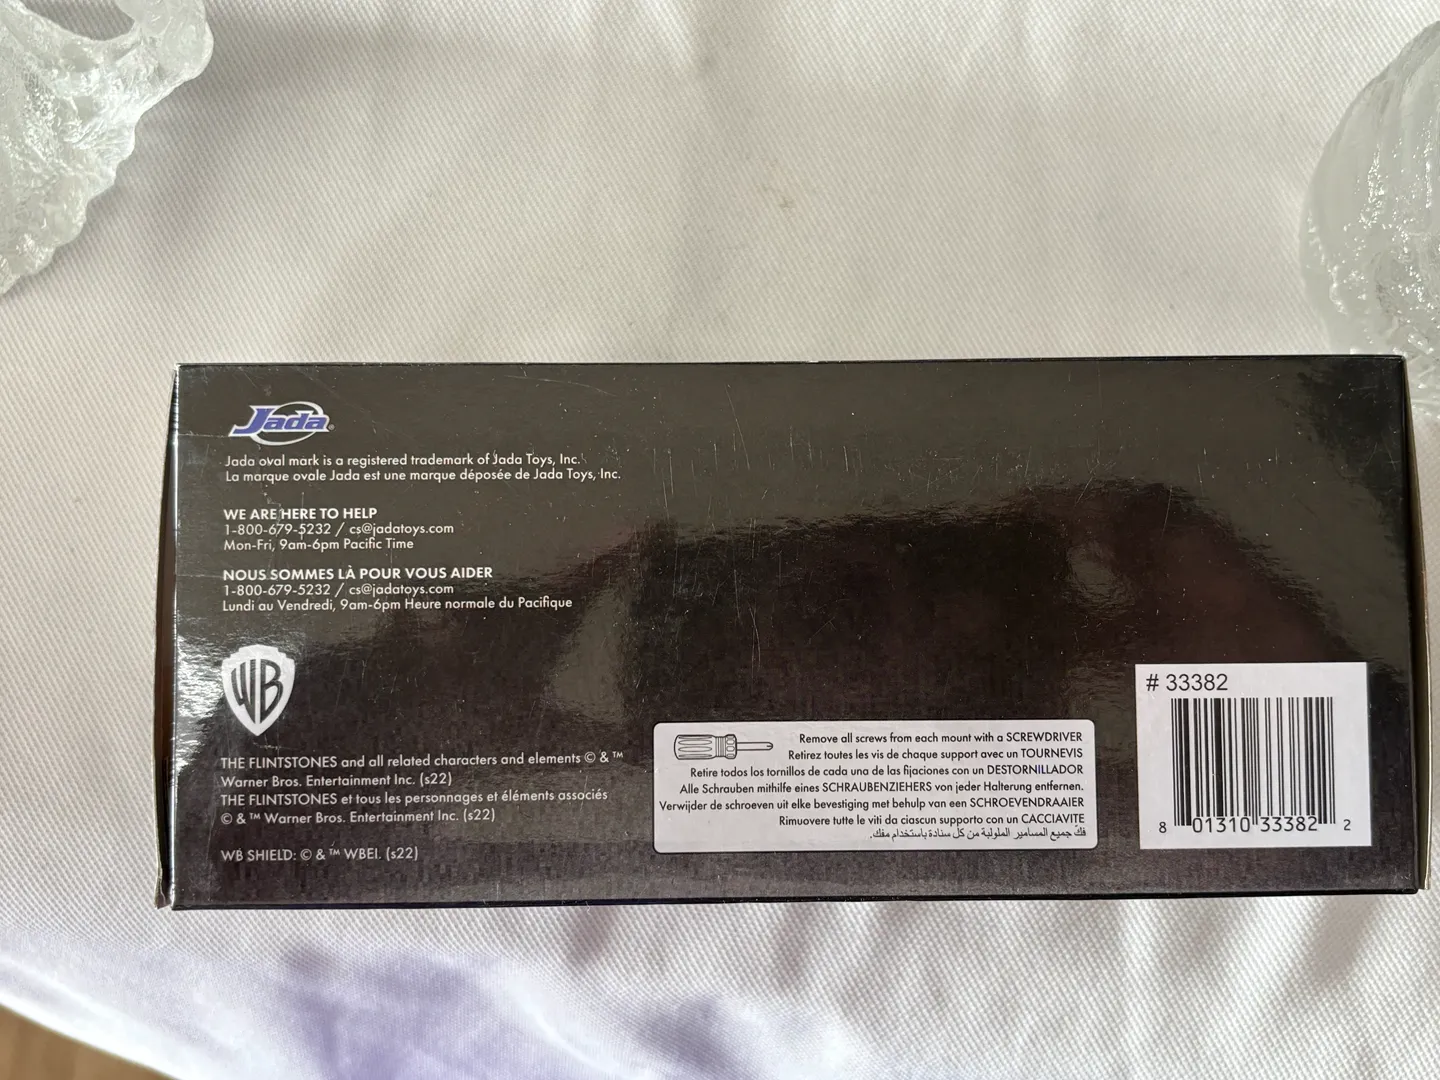 Jada®
Jada oval mark is a registered trademark of Jada Toys, Inc.
La marque ovale Jada est une marque déposée de Jada Toys, Inc.
WE ARE HERE TO HELP
1-800-679-5232 / cs@jadatoys.com
Mon-Fri, 9am-6pm Pacific Time
NOUS SOMMES LÀ POUR VOUS AIDER
1-800-679-5232 / cs@jadatoys.com
Lundi au Vendredi, 9am-6pm Heure normale du Pacifique
WB
THE FLINTSTONES and all related characters and elements © & ™
Warner Bros. Entertainment Inc. (s22)
THE FLINTSTONES et tous les personnages et éléments associés
© & ™ Warner Bros. Entertainment Inc. (s22)
WB SHIELD: © & ™ WBEI. (s22)
Remove all screws from each mount with a SCREWDRIVER
Retirez toutes les vis de chaque support avec un TOURNEVIS
Retire todos los tornillos de cada una de las fijaciones con un DESTORNILLADOR
Alle Schrauben mithilfe eines SCHRAUBENZIEHERS von jeder Halterung entfernen.
Verwijder de schroeven uit elke bevestiging met behulp van een SCHROEVENDRAAIER
Rimuovere tutte le viti da ciascun supporto con un CACCIAVITE
فك جميع المسامير الملولبة من كل سنادة باستخدام مفك.
# 33382
8 01310 33382 2